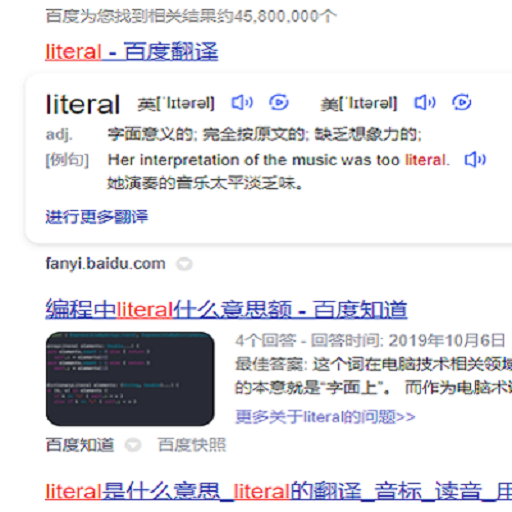 百度为您找到相关结果约45,800,000个
literal - 百度翻译
literal 英[ˈlɪtərəl] 美[ˈlɪtərəl]
adj. 字面意义的; 完全按原文的; 缺乏想象力的;
[例句] Her interpretation of the music was too literal.
她演奏的音乐太平淡乏味。
进行更多翻译
fanyi.baidu.com
编程中literal什么意思额 - 百度知道
4个回答 - 回答时间: 2019年10月6日
最佳答案: 这个词在电脑技术相关领域
的本意就是“字面上”。 而作为电脑术
更多关于literal的问题>>
百度知道 百度快照
literal是什么意思_literal的翻译_音标_读音_用